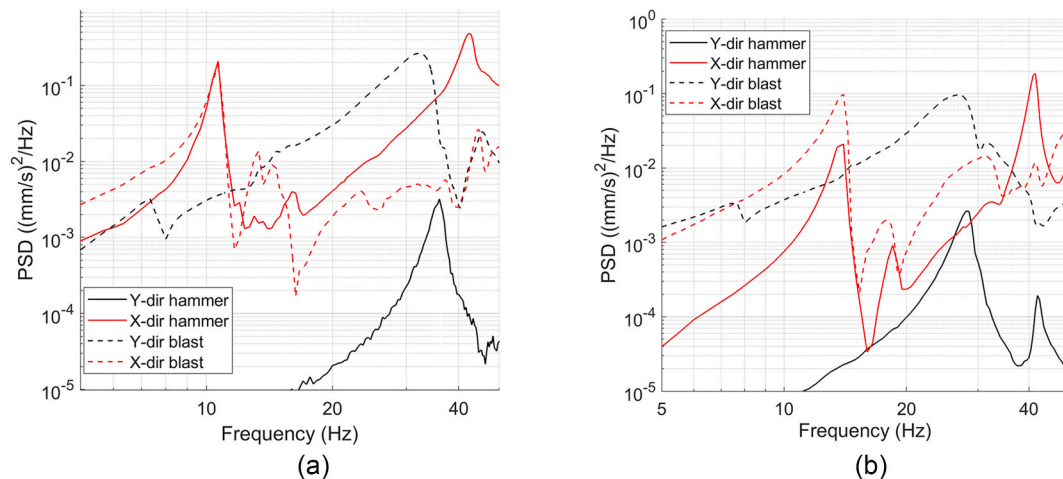 10^-1
10^-2
10^-3
10^-4
10^-5
PSD ((mm/s)^2/Hz)
Y-dir hammer
X-dir hammer
Y-dir blast
X-dir blast
10 20 40
Frequency (Hz)
(a)
10^0
10^-1
10^-2
10^-3
10^-4
10^-5
PSD ((mm/s)^2/Hz)
Y-dir hammer
X-dir hammer
Y-dir blast
X-dir blast
5 10 20 40
Frequency (Hz)
(b)